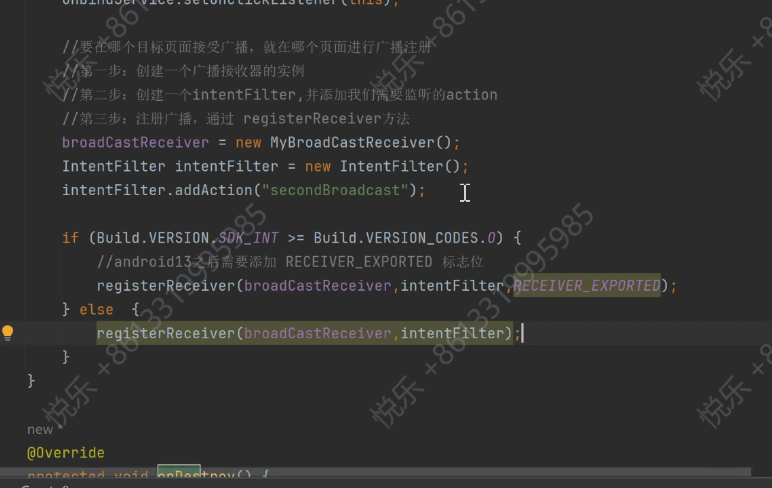 unbindService.setOnClickListener(this);
//要在哪个目标页面接受广播，就在哪个页面进行广播注册
//第一步：创建一个广播接收器的实例
//第二步：创建一个intentFilter,并添加我们需要监听的action
//第三步：注册广播，通过 registerReceiver方法
broadCastReceiver = new MyBroadCastReceiver();
IntentFilter intentFilter = new IntentFilter();
intentFilter.addAction("secondBroadcast");
if (Build.VERSION.SDK_INT >= Build.VERSION_CODES.O) {
//android13之后需要添加 RECEIVER_EXPORTED 标志位
registerReceiver(broadCastReceiver,intentFilter,RECEIVER_EXPORTED);
} else  {
registerReceiver(broadCastReceiver,intentFilter);
}
}
new *
@Override
protected void onDestroy() {
悦乐 +8613319995985
悦乐 +8613319995985
悦乐 +86
悦乐 +8613319995985
悦乐 +8613319995985
悦乐 +86